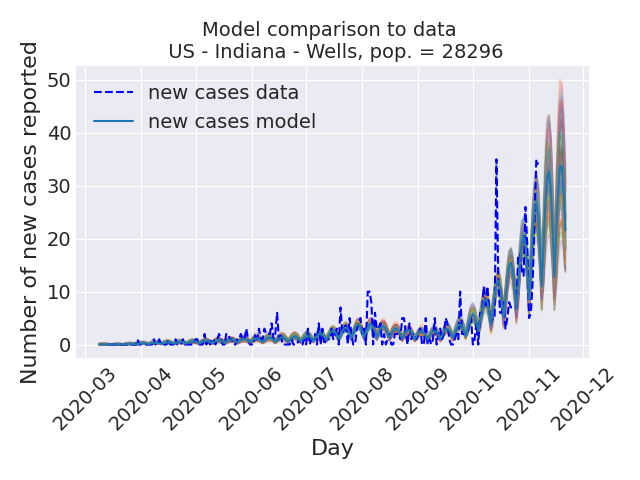 Model comparison to data
US - Indiana - Wells, pop. = 28296
Number of new cases reported
50
40
30
20
10
0
new cases data
new cases model
2020-03
2020-04
2020-05
2020-06
2020-07
2020-08
2020-09
2020-10
2020-11
2020-12
Day